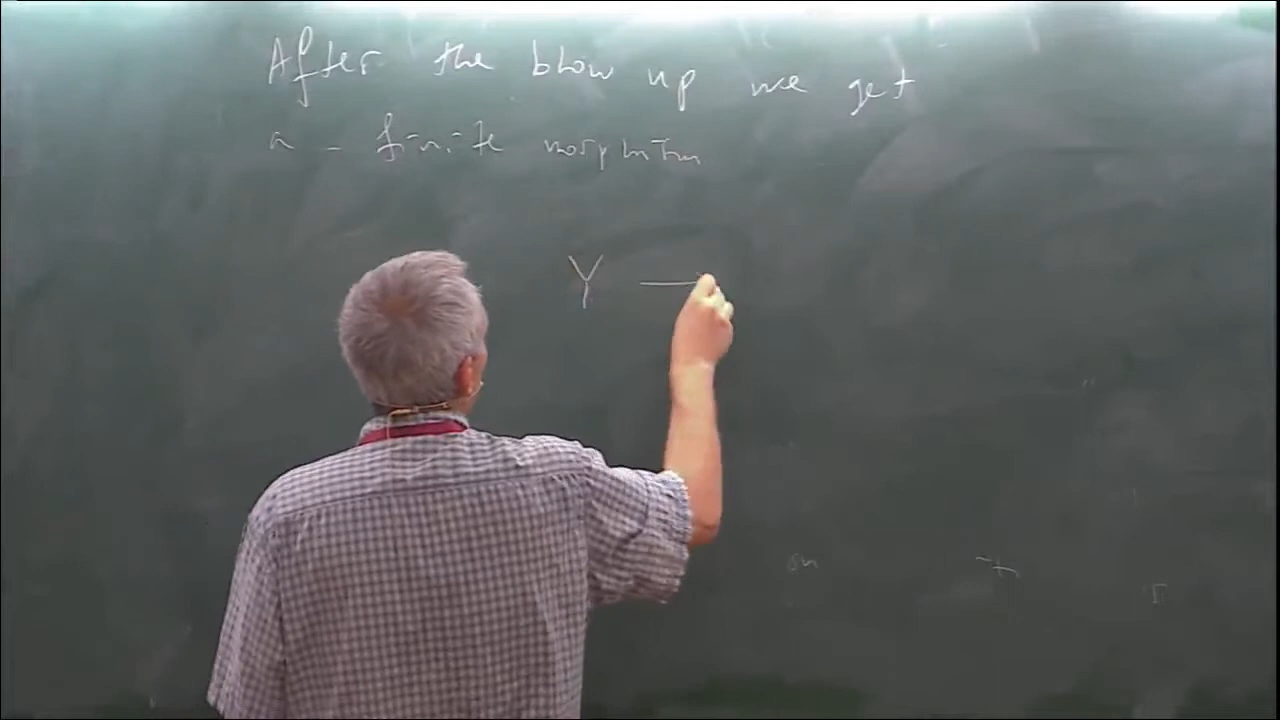 After the blow up we get
a - finite morphism
Y —